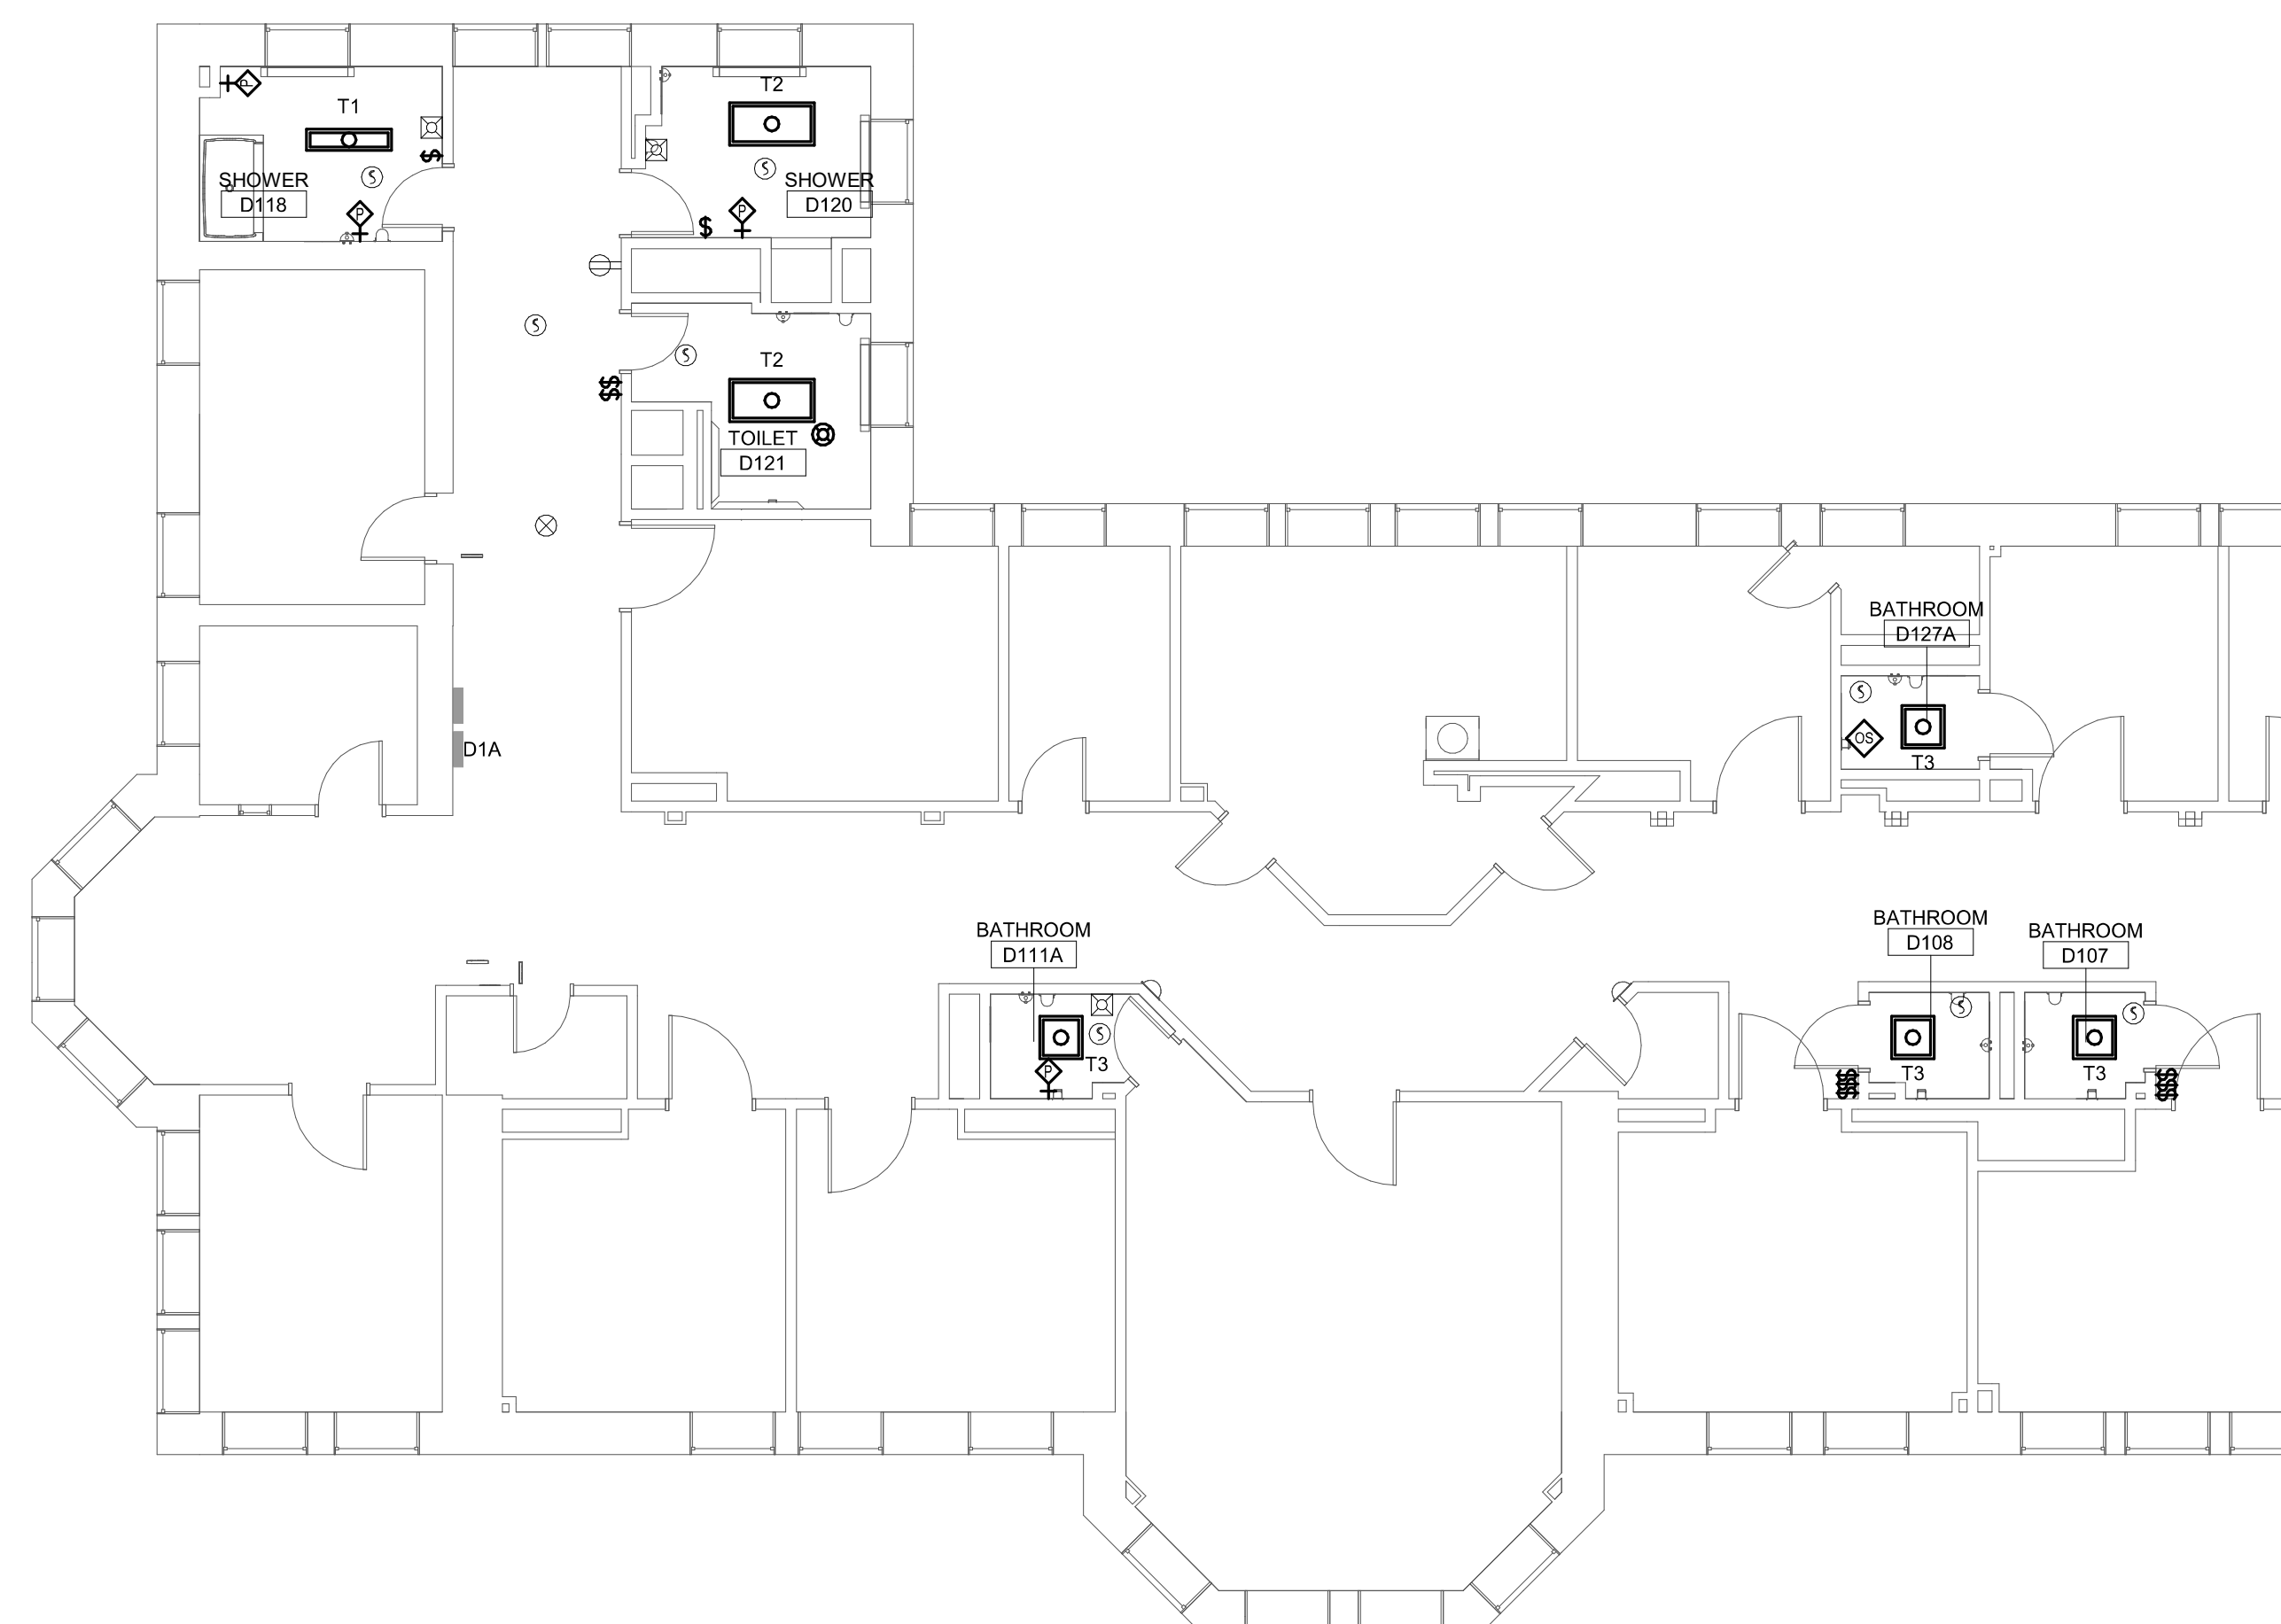 T1
SHOWER
D118
P
P
$
S
T2
SHOWER
D120
S
P
$
S
S
$$
T2
TOILET
D121
D1A
BATHROOM
D127A
S
OS
T3
BATHROOM
D111A
S
T3
P
BATHROOM
D108
S
T3
$$$
BATHROOM
D107
S
T3
$$$